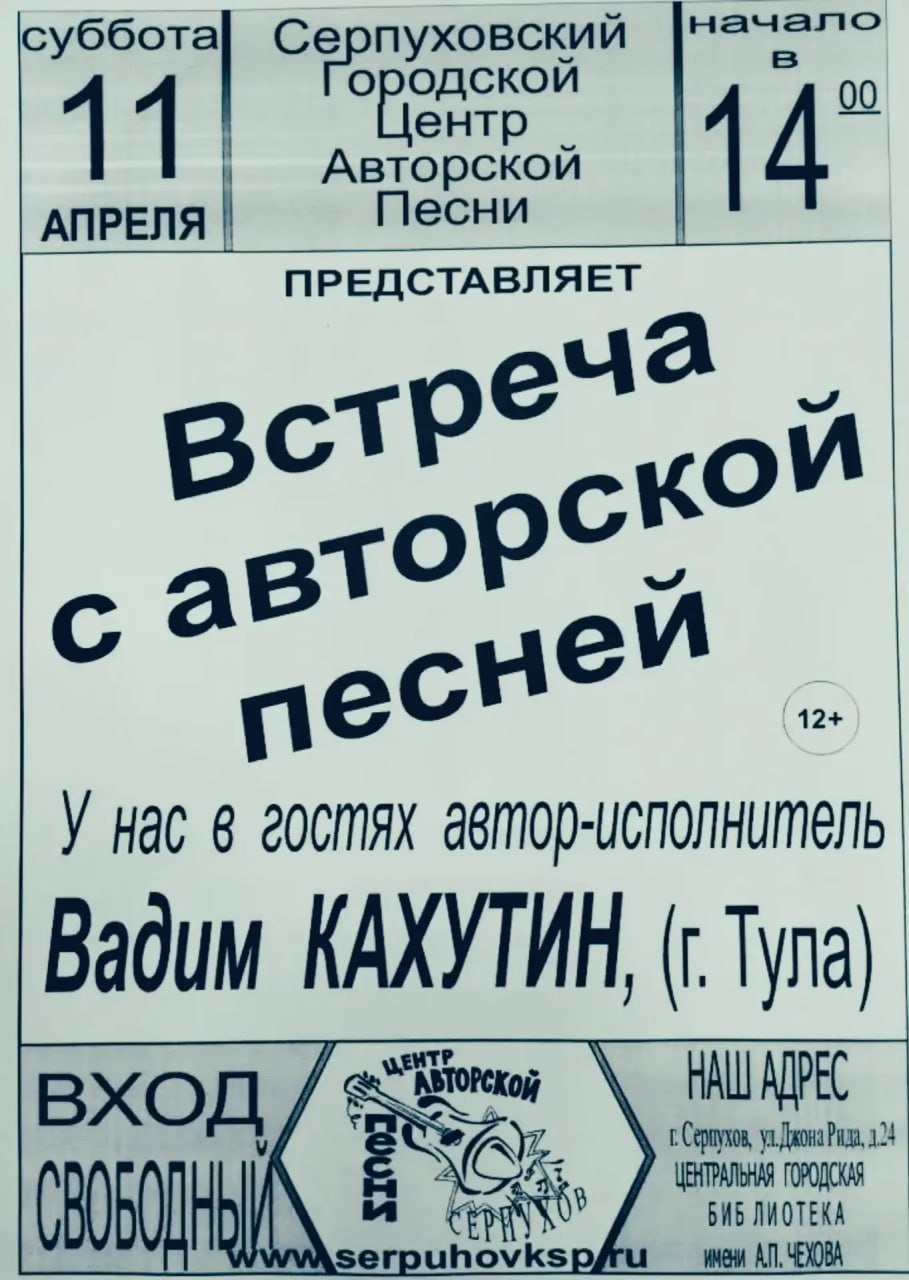 суббота
11
АПРЕЛЯ
Серпуховский
Городской
Центр
Авторской
Песни
начало
в
14 00
ПРЕДСТАВЛЯЕТ
Встреча
с авторской
песней
12+
У нас в гостях автор-исполнитель
Вадим КАХУТИН, (г. Тула)
ВХОД
СВОБОДНЫЙ
ЦЕНТР
АВТОРСКОЙ
песни
СЕРПУХОВ
www.serpuhovksp.ru
НАШ АДРЕС
г. Серпухов, ул.Джона Рида, д.24
ЦЕНТРАЛЬНАЯ ГОРОДСКАЯ
БИБЛИОТЕКА
имени А.П. ЧЕХОВА